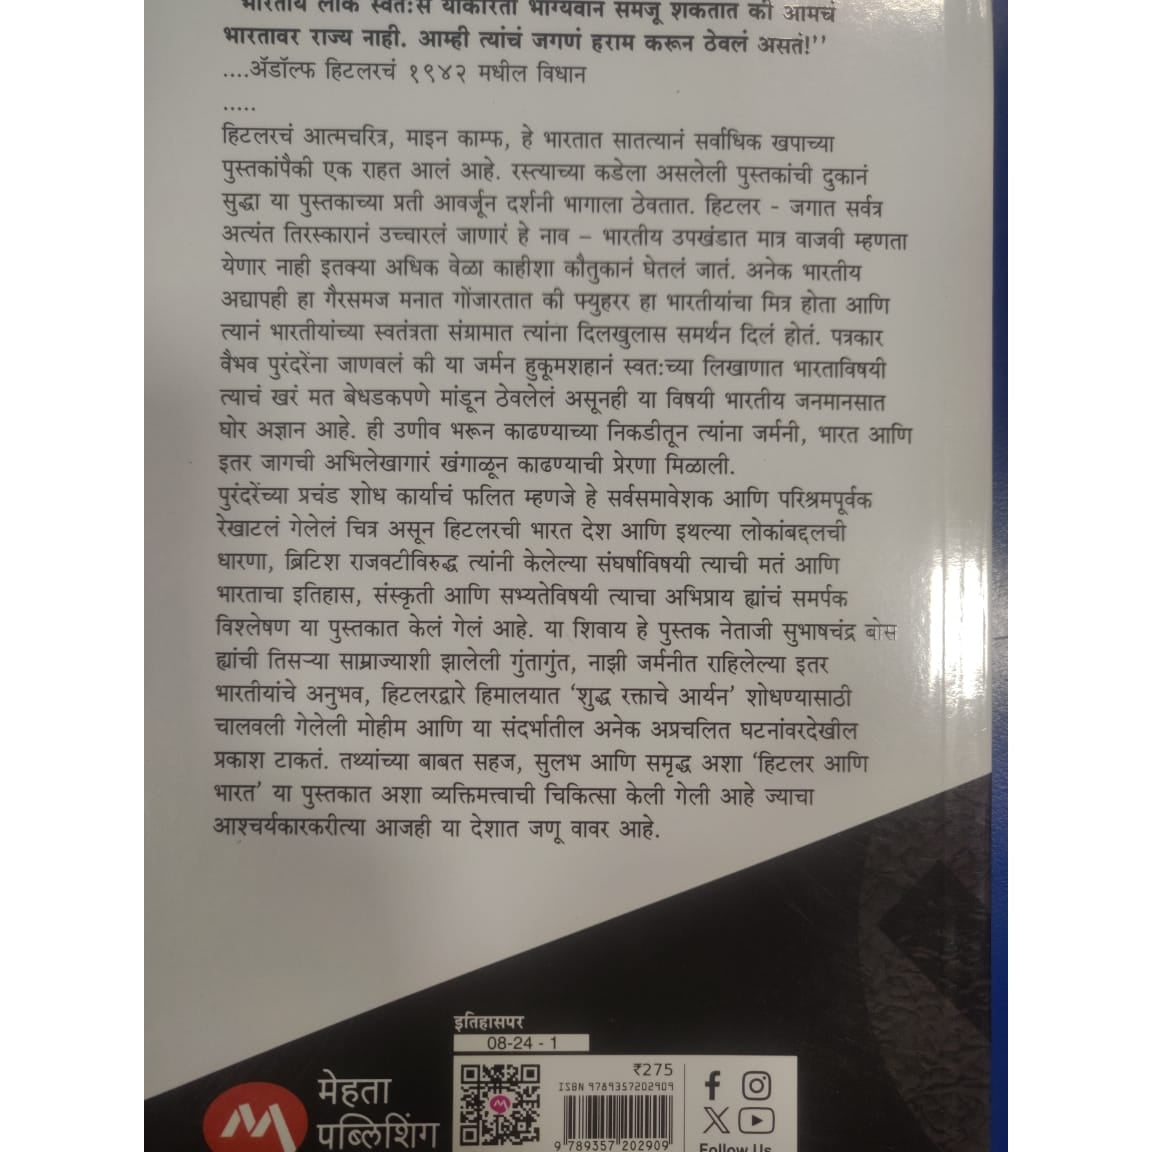 "भारतीय लोक स्वतःस याकरिता भाग्यवान समजू शकतात की आमचं
भारतावर राज्य नाही. आम्ही त्यांचं जगणं हराम करून ठेवलं असतं!''
....ॲडॉल्फ हिटलरचं १९४२ मधील विधान
.....
हिटलरचं आत्मचरित्र, माइन काम्फ, हे भारतात सातत्यानं सर्वाधिक खपाच्या
पुस्तकांपैकी एक राहत आलं आहे. रस्त्याच्या कडेला असलेली पुस्तकांची दुकानं
सुद्धा या पुस्तकाच्या प्रती आवर्जून दर्शनी भागाला ठेवतात. हिटलर - जगात सर्वत्र
अत्यंत तिरस्कारानं उच्चारलं जाणारं हे नाव – भारतीय उपखंडात मात्र वाजवी म्हणता
येणार नाही इतक्या अधिक वेळा काहीशा कौतुकानं घेतलं जातं. अनेक भारतीय
अद्यापही हा गैरसमज मनात गोंजारतात की फ्युहरर हा भारतीयांचा मित्र होता आणि
त्यानं भारतीयांच्या स्वतंत्रता संग्रामात त्यांना दिलखुलास समर्थन दिलं होतं. पत्रकार
वैभव पुरंदरेंना जाणवलं की या जर्मन हुकूमशहानं स्वतःच्या लिखाणात भारताविषयी
त्याचं खरं मत बेधडकपणे मांडून ठेवलेलं असूनही या विषयी भारतीय जनमानसात
घोर अज्ञान आहे. ही उणीव भरून काढण्याच्या निकडीतून त्यांना जर्मनी, भारत आणि
इतर जागची अभिलेखागारं खंगाळून काढण्याची प्रेरणा मिळाली.
पुरंदरेंच्या प्रचंड शोध कार्याचं फलित म्हणजे हे सर्वसमावेशक आणि परिश्रमपूर्वक
रेखाटलं गेलेलं चित्र असून हिटलरची भारत देश आणि इथल्या लोकांबद्दलची
धारणा, ब्रिटिश राजवटीविरुद्ध त्यांनी केलेल्या संघर्षाविषयी त्याची मतं आणि
भारताचा इतिहास, संस्कृती आणि सभ्यतेविषयी त्याचा अभिप्राय ह्यांचं समर्पक
विश्लेषण या पुस्तकात केलं गेलं आहे. या शिवाय हे पुस्तक नेताजी सुभाषचंद्र बोस
ह्यांची तिसऱ्या साम्राज्याशी झालेली गुंतागुंत, नाझी जर्मनीत राहिलेल्या इतर
भारतीयांचे अनुभव, हिटलरद्वारे हिमालयात 'शुद्ध रक्ताचे आर्यन' शोधण्यासाठी
चालवली गेलेली मोहीम आणि या संदर्भातील अनेक अप्रचलित घटनांवरदेखील
प्रकाश टाकतं. तथ्यांच्या बाबत सहज, सुलभ आणि समृद्ध अशा 'हिटलर आणि
भारत' या पुस्तकात अशा व्यक्तिमत्त्वाची चिकित्सा केली गेली आहे ज्याचा
आश्चर्यकारकरीत्या आजही या देशात जणू वावर आहे.
इतिहासपर
08-24 - 1
₹275
ISBN 9789357202909
9 789357 202909
मेहता
पब्लिशिंग
Follow Us